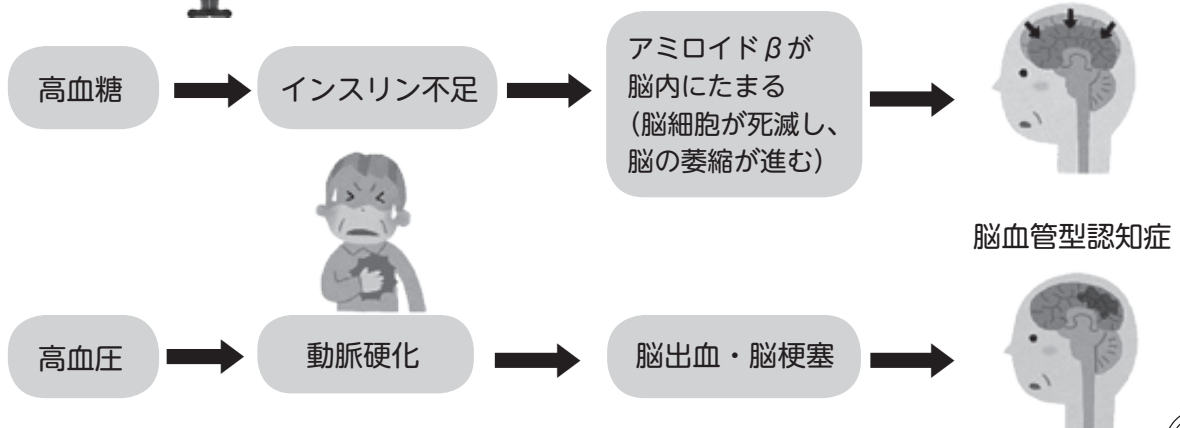 高血糖
インスリン不足
アミロイドβが
脳内にたまる
（脳細胞が死滅し、
脳の萎縮が進む）
脳血管型認知症
高血圧
動脈硬化
脳出血・脳梗塞